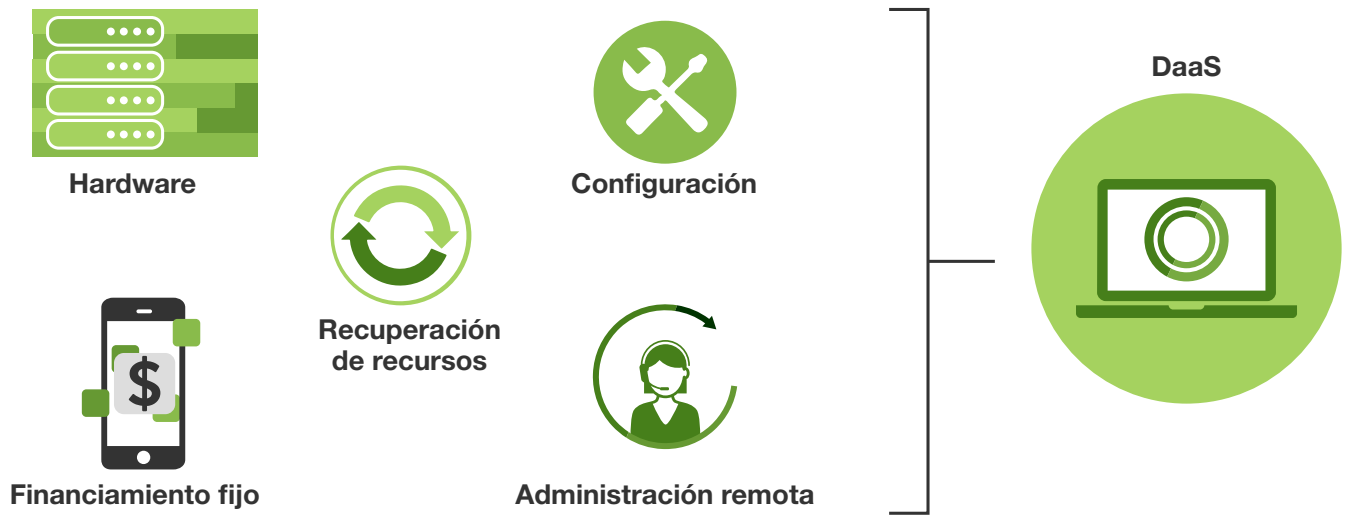 Hardware
Configuración
DaaS
Recuperación
de recursos
$
Financiamiento fijo
Administración remota